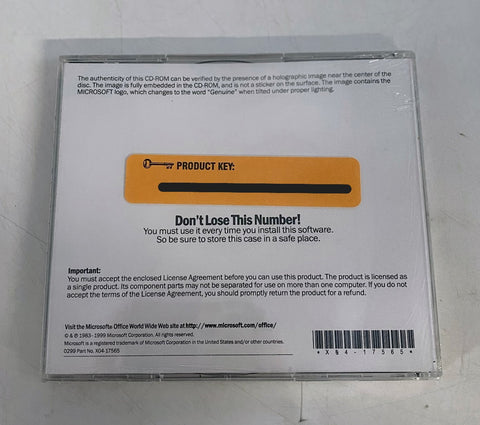 The authenticity of this CD-ROM can be verified by the presence of a holographic image near the center of the
disc. The image is fully embedded in the CD-ROM, and is not a sticker on the surface. The image contains the
MICROSOFT logo, which changes to the word "Genuine" when tilted under proper lighting.
PRODUCT KEY:
Don't Lose This Number!
You must use it every time you install this software.
So be sure to store this case in a safe place.
Important:
You must accept the enclosed License Agreement before you can use this product. The product is licensed as
a single product. Its component parts may not be separated for use on more than one computer. If you do not
accept the terms of the License Agreement, you should promptly return the product for a refund.
Visit the Microsoft® Office World Wide Web site at http://www.microsoft.com/office/
© & ℗ 1983-1999 Microsoft Corporation. All rights reserved.
Microsoft is a registered trademark of Microsoft Corporation in the United States and/or other countries.
0299 Part No. X04-17565
*X04-17565*